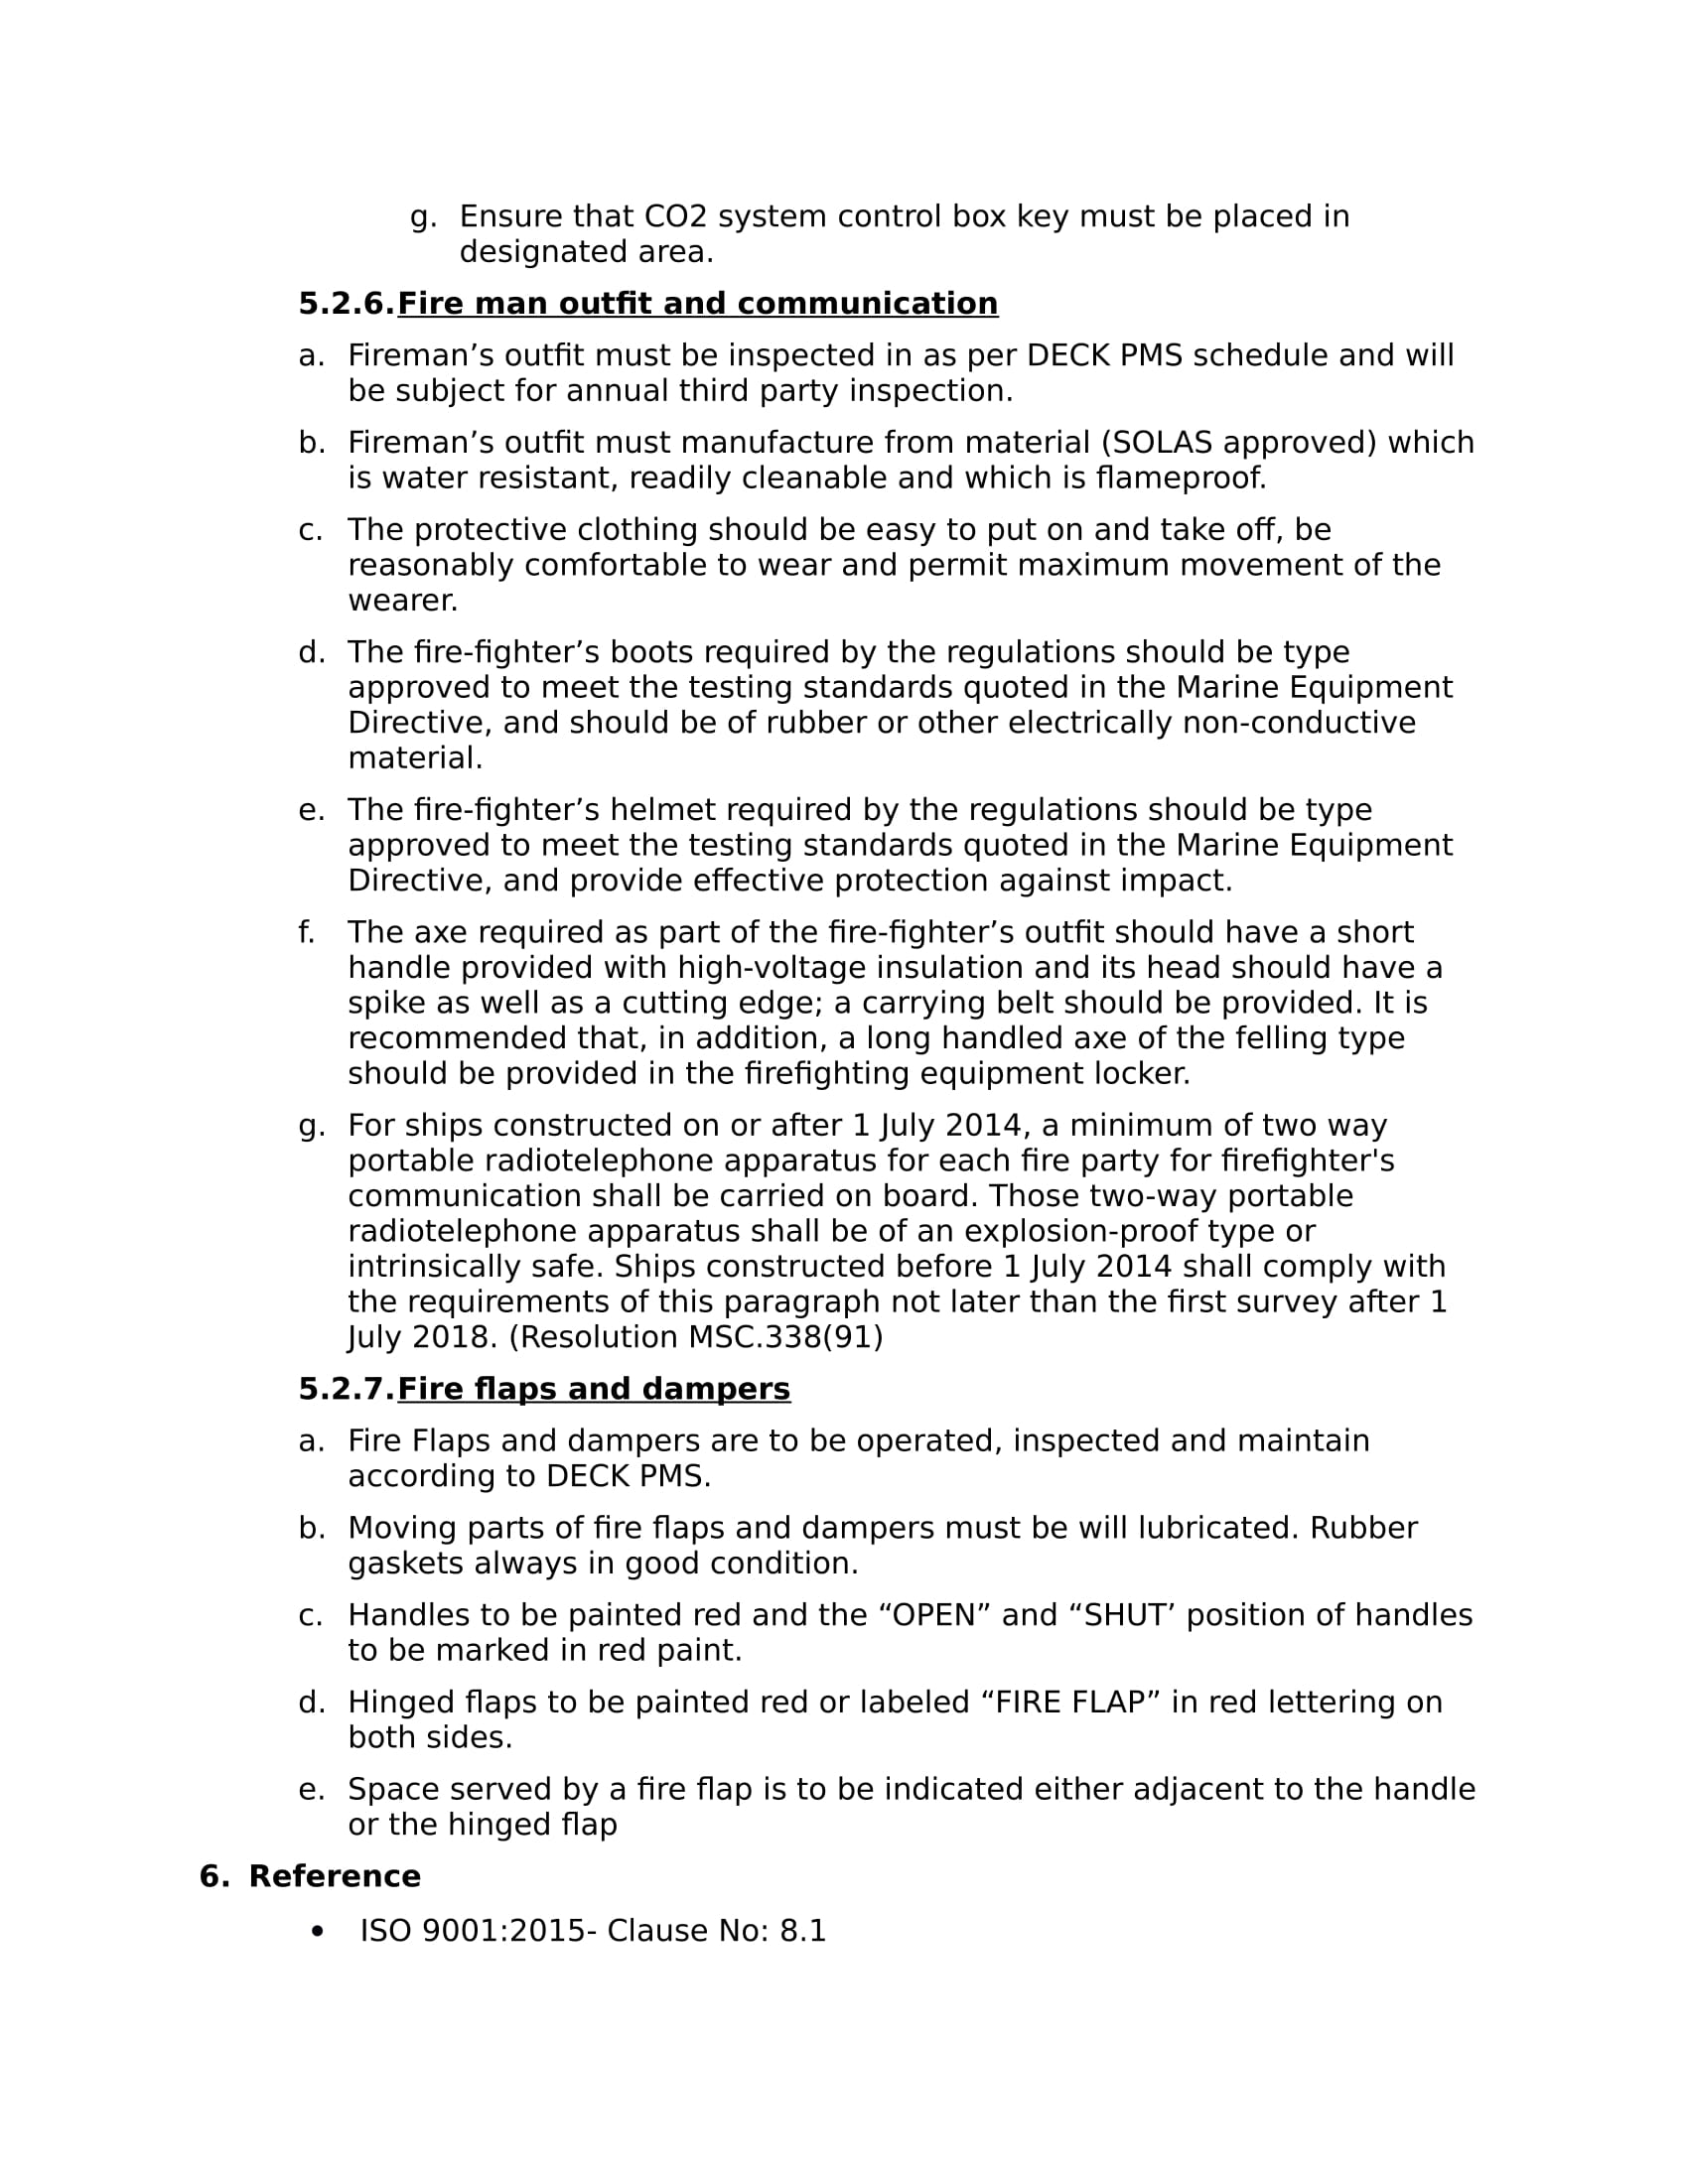 g. Ensure that CO2 system control box key must be placed in
designated area.
5.2.6.Fire man outfit and communication
a. Fireman’s outfit must be inspected in as per DECK PMS schedule and will
be subject for annual third party inspection.
b. Fireman’s outfit must manufacture from material (SOLAS approved) which
is water resistant, readily cleanable and which is flameproof.
c. The protective clothing should be easy to put on and take off, be
reasonably comfortable to wear and permit maximum movement of the
wearer.
d. The fire-fighter’s boots required by the regulations should be type
approved to meet the testing standards quoted in the Marine Equipment
Directive, and should be of rubber or other electrically non-conductive
material.
e. The fire-fighter’s helmet required by the regulations should be type
approved to meet the testing standards quoted in the Marine Equipment
Directive, and provide effective protection against impact.
f. The axe required as part of the fire-fighter’s outfit should have a short
handle provided with high-voltage insulation and its head should have a
spike as well as a cutting edge; a carrying belt should be provided. It is
recommended that, in addition, a long handled axe of the felling type
should be provided in the firefighting equipment locker.
g. For ships constructed on or after 1 July 2014, a minimum of two way
portable radiotelephone apparatus for each fire party for firefighter's
communication shall be carried on board. Those two-way portable
radiotelephone apparatus shall be of an explosion-proof type or
intrinsically safe. Ships constructed before 1 July 2014 shall comply with
the requirements of this paragraph not later than the first survey after 1
July 2018. (Resolution MSC.338(91)
5.2.7.Fire flaps and dampers
a. Fire Flaps and dampers are to be operated, inspected and maintain
according to DECK PMS.
b. Moving parts of fire flaps and dampers must be will lubricated. Rubber
gaskets always in good condition.
c. Handles to be painted red and the “OPEN” and “SHUT’ position of handles
to be marked in red paint.
d. Hinged flaps to be painted red or labeled “FIRE FLAP” in red lettering on
both sides.
e. Space served by a fire flap is to be indicated either adjacent to the handle
or the hinged flap
6. Reference
• ISO 9001:2015- Clause No: 8.1